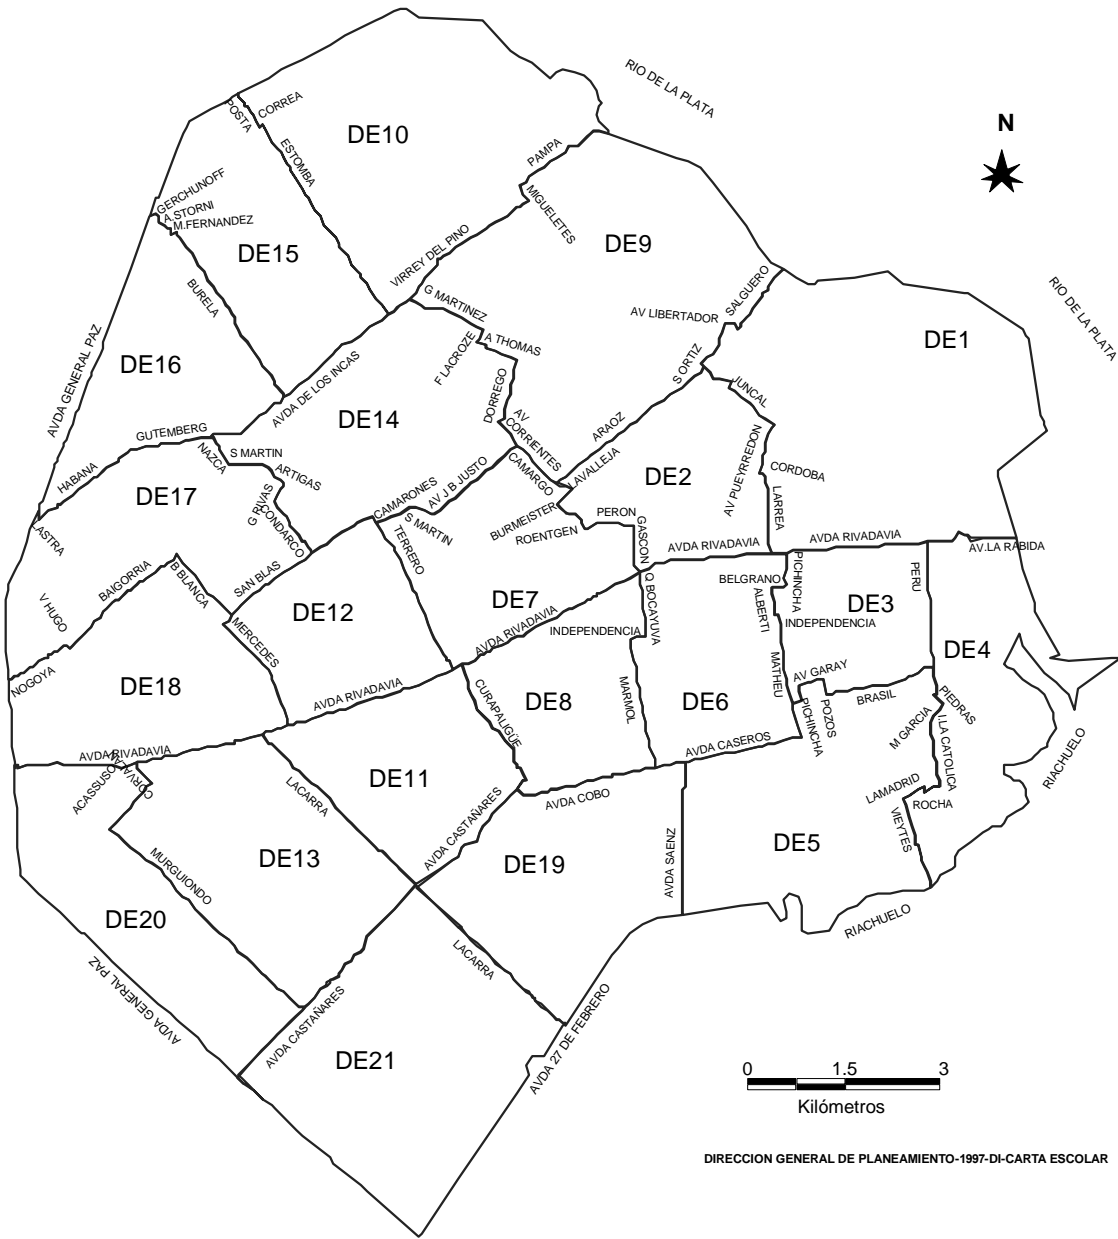 RIO DE LA PLATA
N
POSTA
CORREA
DE10
ESTOMBA
PAMPA
GERCHUNOFF
A.STORNI
M.FERNANDEZ
MIGUELETES
DE15
DE9
VIRREY DEL PINO
BURELA
G MARTINEZ
SALGUERO
RIO DE LA PLATA
AV LIBERTADOR
AVDA GENERAL PAZ
DE16
F LACROZE
A THOMAS
S ORTIZ
DE1
AVDA DE LOS INCAS
DORREGO
JUNCAL
DE14
AV
CORRIENTES
ARAOZ
GUTEMBERG
NAZCA
S MARTIN
ARTIGAS
AV PUEYRREDON
HABANA
G RIVAS
CONDARCO
CAMARONES
AV J B JUSTO
CAMARGO
LAVALLEJA
DE2
CORDOBA
LARREA
DE17
LASTRA
TERRERO
S MARTIN
BURMEISTER
ROENTGEN
PERON
GASCON
AVDA RIVADAVIA
AVDA RIVADAVIA
AV.LA RABIDA
BAIGORRIA
B BLANCA
SAN BLAS
V HUGO
MERCEDES
DE12
DE7
Q BOCAYUVA
BELGRANO
ALBERTI
PICHINCHA
DE3
PERU
AVDA RIVADAVIA
INDEPENDENCIA
INDEPENDENCIA
DE4
NOGOYA
DE18
AVDA RIVADAVIA
CURAPALIGÜE
DE8
MARMOL
DE6
MATHEU
AV GARAY
PICHINCHA
POZOS
BRASIL
PIEDRAS
M GARCIA
I.LA CATOLICA
AVDA RIVADAVIA
ACASSUSO
CORVALAN
LACARRA
DE11
AVDA CASEROS
RIACHUELO
AVDA CASTAÑARES
AVDA COBO
LAMADRID
ROCHA
VIEYTES
MURGUIONDO
DE13
DE19
AVDA SAENZ
DE5
DE20
LACARRA
RIACHUELO
AVDA GENERAL PAZ
AVDA CASTAÑARES
DE21
AVDA 27 DE FEBRERO
0 1.5 3
Kilómetros
DIRECCION GENERAL DE PLANEAMIENTO-1997-DI-CARTA ESCOLAR